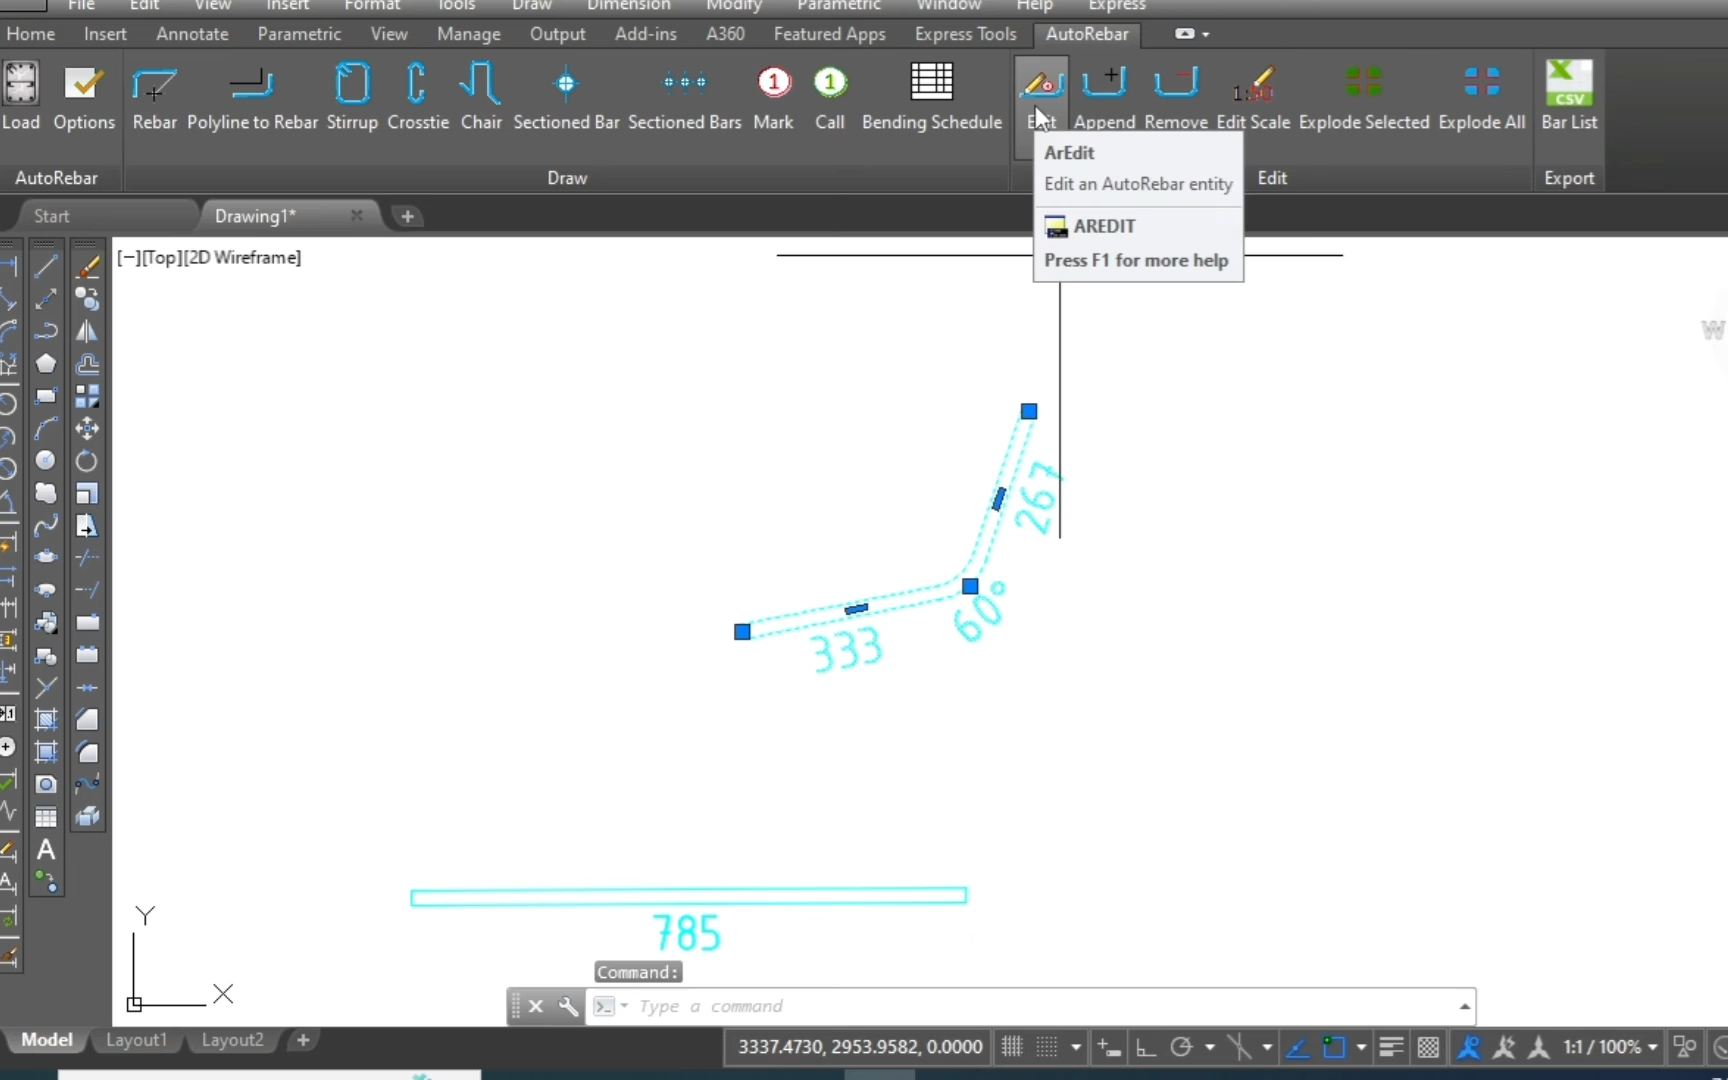 File Edit View Insert Format Tools Draw Dimension Modify Parametric Window Help Express
Home Insert Annotate Parametric View Manage Output Add-ins A360 Featured Apps Express Tools AutoRebar
1 1 1:50 X CSV
Load Options Rebar Polyline to Rebar Stirrup Crosstie Chair Sectioned Bar Sectioned Bars Mark Call Bending Schedule Edit Append Remove Edit Scale Explode Selected Explode All Bar List
AutoRebar Draw Edit Export
ArEdit
Edit an AutoRebar entity
AREDIT
Press F1 for more help
Start Drawing1* +
[−][Top][2D Wireframe]
W
267
60°
333
785
Y
X
A
Command:
Type a command
Model Layout1 Layout2 +
3337.4730, 2953.9582, 0.0000 1:1 / 100%